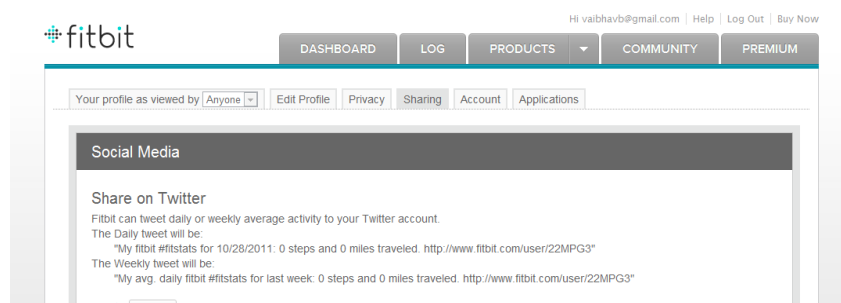 Hi vaibhavb@gmail.com | Help | Log Out | Buy Now
fitbit
DASHBOARD LOG PRODUCTS COMMUNITY PREMIUM
Your profile as viewed by Anyone Edit Profile Privacy Sharing Account Applications
Social Media
Share on Twitter
Fitbit can tweet daily or weekly average activity to your Twitter account.
The Daily tweet will be:
"My fitbit #fitstats for 10/28/2011: 0 steps and 0 miles traveled. http://www.fitbit.com/user/22MPG3"
The Weekly tweet will be:
"My avg. daily fitbit #fitstats for last week: 0 steps and 0 miles traveled. http://www.fitbit.com/user/22MPG3"